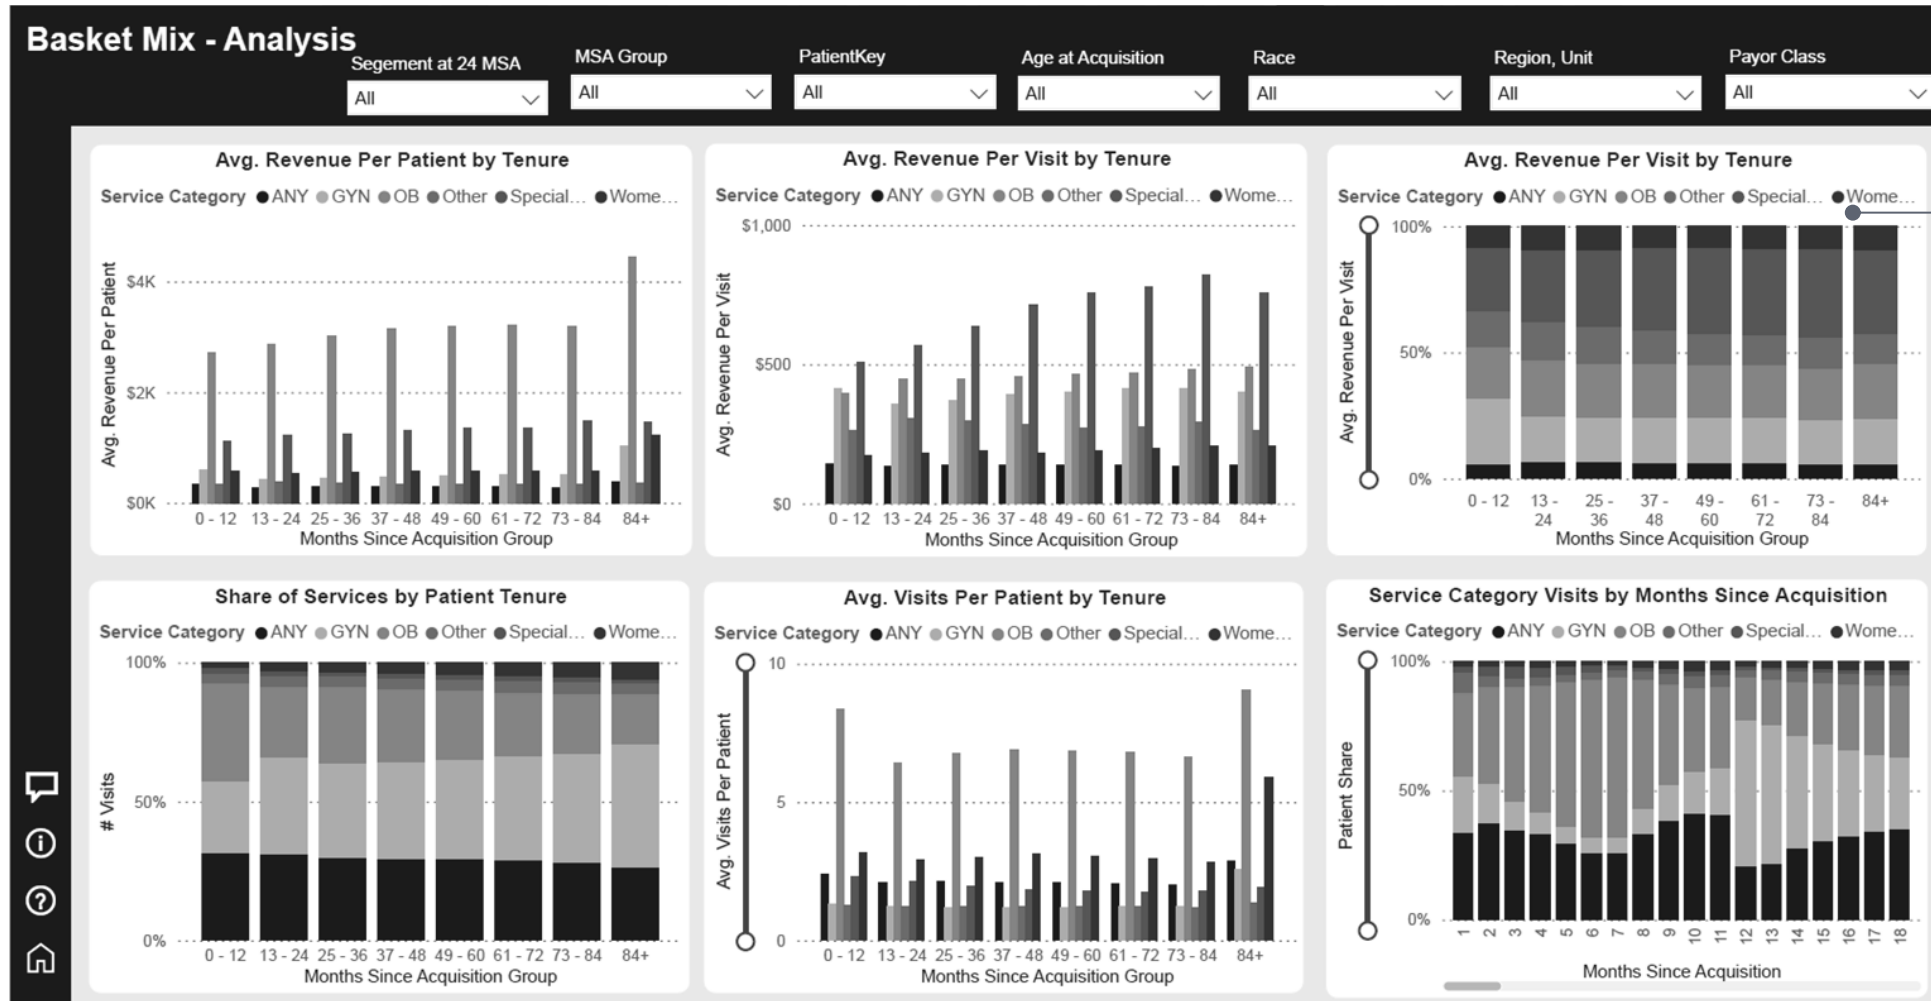 Basket Mix - Analysis
Segement at 24 MSA
MSA Group
PatientKey
Age at Acquisition
Race
Region, Unit
Payor Class
All
All
All
All
All
All
All
Avg. Revenue Per Patient by Tenure
Service Category ANY GYN OB Other Special... Wome...
Avg. Revenue Per Patient
$4K
$2K
$0K
0 - 12 13 - 24 25 - 36 37 - 48 49 - 60 61 - 72 73 - 84 84+
Months Since Acquisition Group
Avg. Revenue Per Visit by Tenure
Service Category ANY GYN OB Other Special... Wome...
Avg. Revenue Per Visit
$1,000
$500
$0
0 - 12 13 - 24 25 - 36 37 - 48 49 - 60 61 - 72 73 - 84 84+
Months Since Acquisition Group
Avg. Revenue Per Visit by Tenure
Service Category ANY GYN OB Other Special... Wome...
Avg. Revenue Per Visit
100%
50%
0%
0 - 12 13 - 25 - 37 - 49 - 61 - 73 - 84+
24 36 48 60 72 84
Months Since Acquisition Group
Share of Services by Patient Tenure
Service Category ANY GYN OB Other Special... Wome...
# Visits
100%
50%
0%
0 - 12 13 - 24 25 - 36 37 - 48 49 - 60 61 - 72 73 - 84 84+
Months Since Acquisition Group
Avg. Visits Per Patient by Tenure
Service Category ANY GYN OB Other Special... Wome...
Avg. Visits Per Patient
10
5
0
0 - 12 13 - 24 25 - 36 37 - 48 49 - 60 61 - 72 73 - 84 84+
Months Since Acquisition Group
Service Category Visits by Months Since Acquisition
Service Category ANY GYN OB Other Special... Wome...
Patient Share
100%
50%
0%
1 2 3 4 5 6 7 8 9 10 11 12 13 14 15 16 17 18
Months Since Acquisition